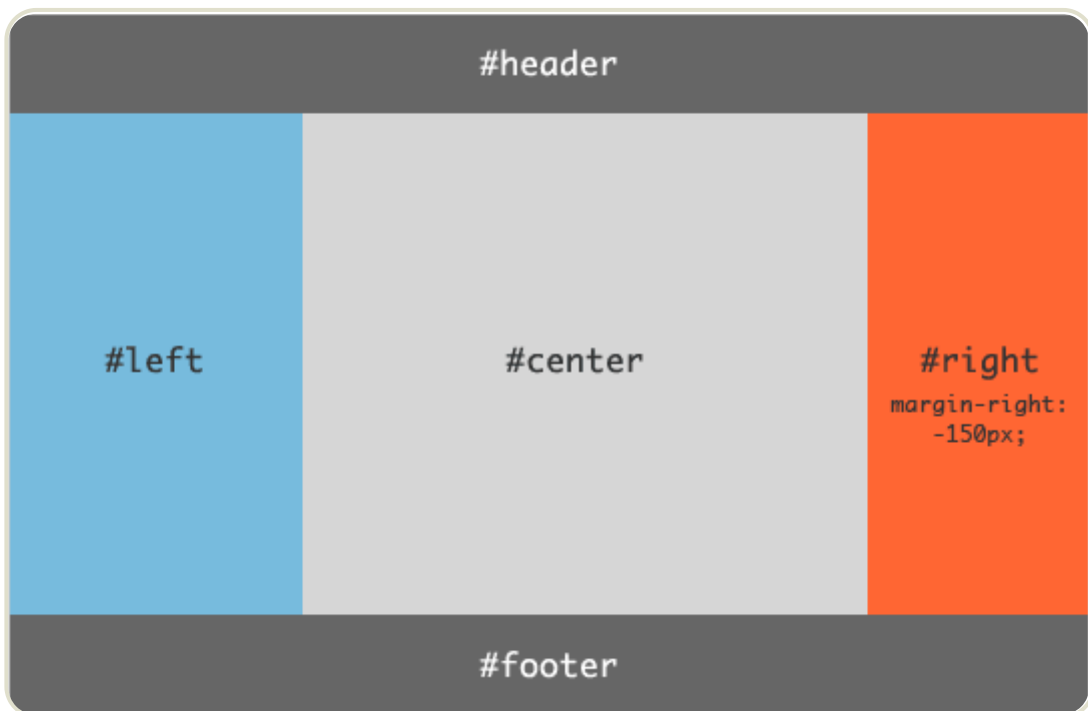 #header
#left
#center
#right
margin-right:
-150px;
#footer